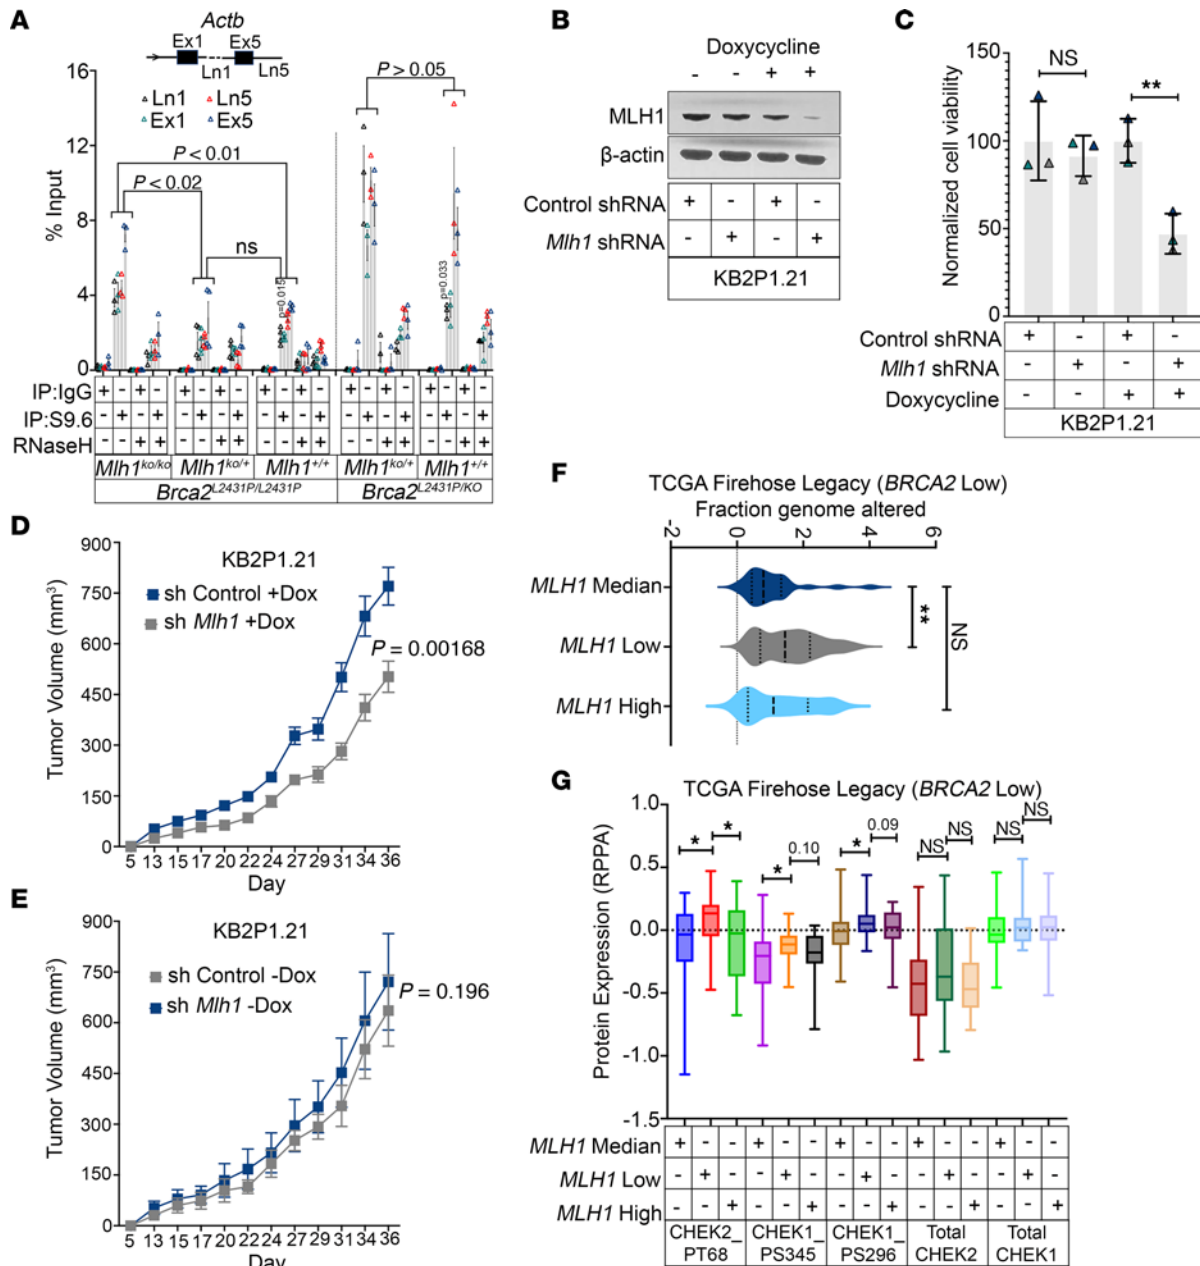 A
Actb
Ex1 Ex5
Ln1 Ln5
Ln1 Ln5
Ex1 Ex5
% Input
16
12
8
4
0
P > 0.05
P < 0.01
P < 0.02
ns
p=0.015
p=0.033
IP:IgG + - + - + - + - + - + - + - + - + - + -
IP:S9.6 - + - + - + - + - + - + - + - + - + - +
RNaseH - - + + - - + + - - + + - - + + - - + +
Mlh1ko/ko Mlh1ko/+ Mlh1+/+ Mlh1ko/+ Mlh1+/+
Brca2L2431P/L2431P Brca2L2431P/KO
B
Doxycycline
- - + +
MLH1
β-actin
Control shRNA + - + -
Mlh1 shRNA - + - +
KB2P1.21
C
Normalized cell viability
150
100
50
0
NS
**
Control shRNA + - + -
Mlh1 shRNA - + - +
Doxycycline - - + +
KB2P1.21
D
KB2P1.21
sh Control +Dox
sh Mlh1 +Dox
P = 0.00168
Tumor Volume (mm3)
900
750
600
450
300
150
0
5 13 15 17 20 22 24 27 29 31 34 36
Day
E
KB2P1.21
sh Control -Dox
sh Mlh1 -Dox
P = 0.196
Tumor Volume (mm3)
900
750
600
450
300
150
0
5 13 15 17 20 22 24 27 29 31 34 36
Day
F
TCGA Firehose Legacy (BRCA2 Low)
Fraction genome altered
-2 0 2 4 6
MLH1 Median
MLH1 Low
MLH1 High
**
NS
G
TCGA Firehose Legacy (BRCA2 Low)
Protein Expression (RPPA)
1.0
0.5
0.0
-0.5
-1.0
-1.5
* * * 0.10 * 0.09 NS NS NS NS
MLH1 Median + - - + - - + - - + - - + - -
MLH1 Low - + - - + - - + - - + - - + -
MLH1 High - - + - - + - - + - - + - - +
CHEK2_ CHEK1_ CHEK1_ Total Total
PT68 PS345 PS296 CHEK2 CHEK1